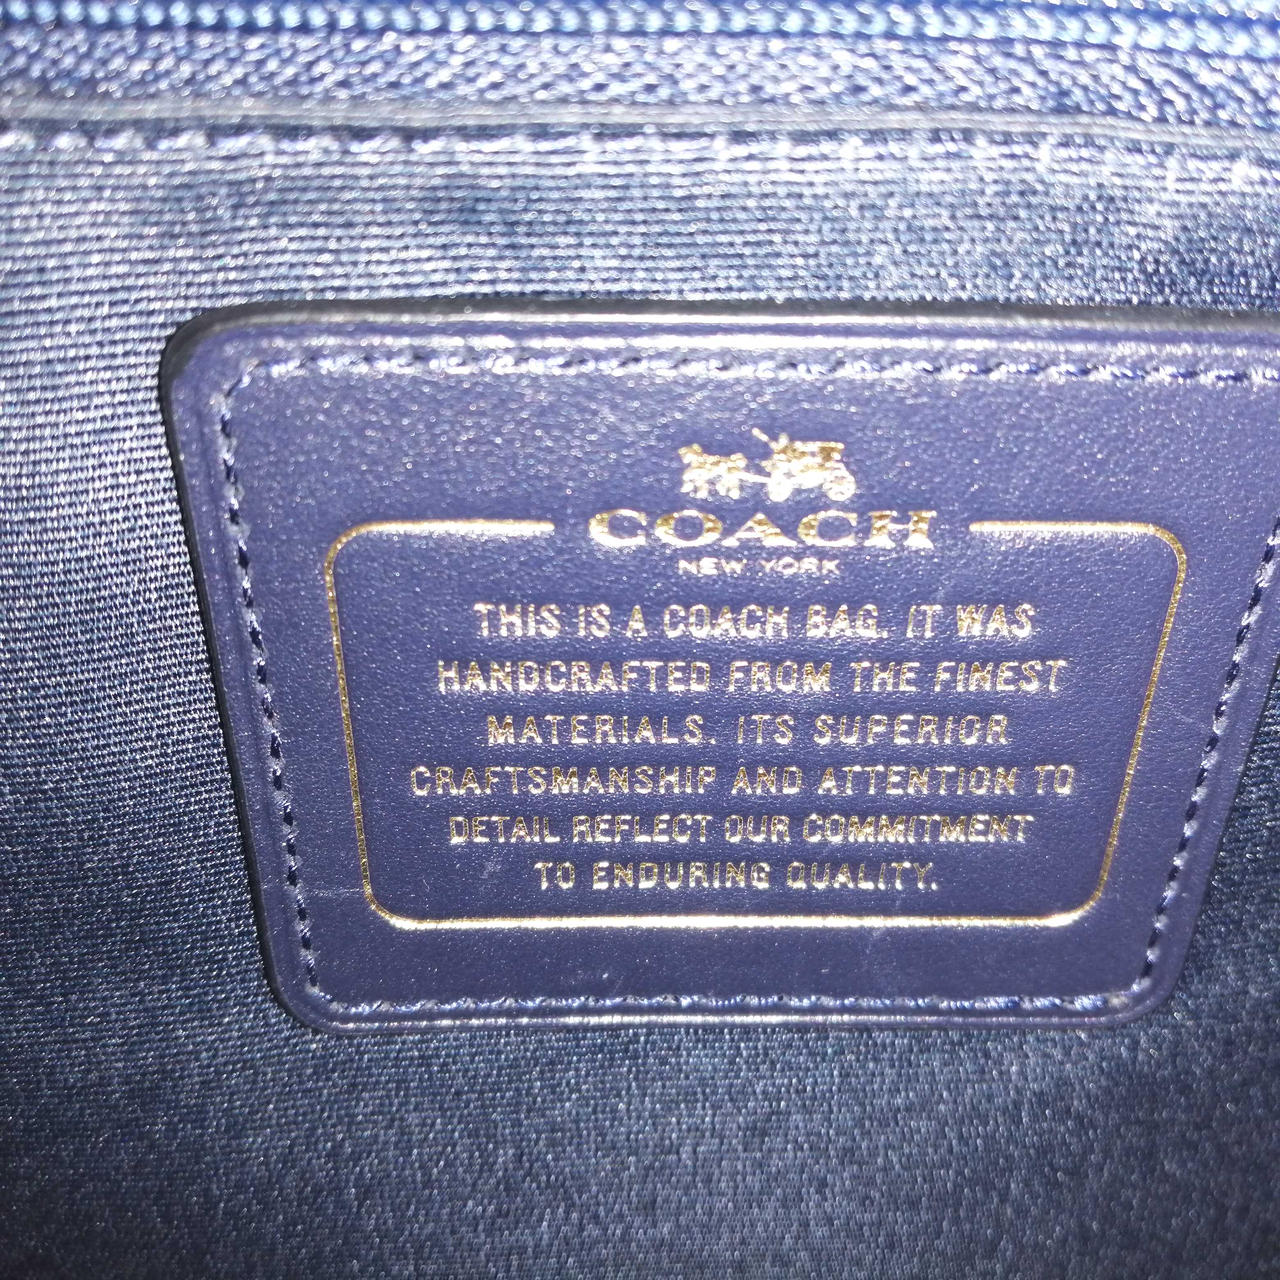 COACH
NEW YORK
THIS IS A COACH BAG. IT WAS
HANDCRAFTED FROM THE FINEST
MATERIALS. ITS SUPERIOR
CRAFTSMANSHIP AND ATTENTION TO
DETAIL REFLECT OUR COMMITMENT
TO ENDURING QUALITY.